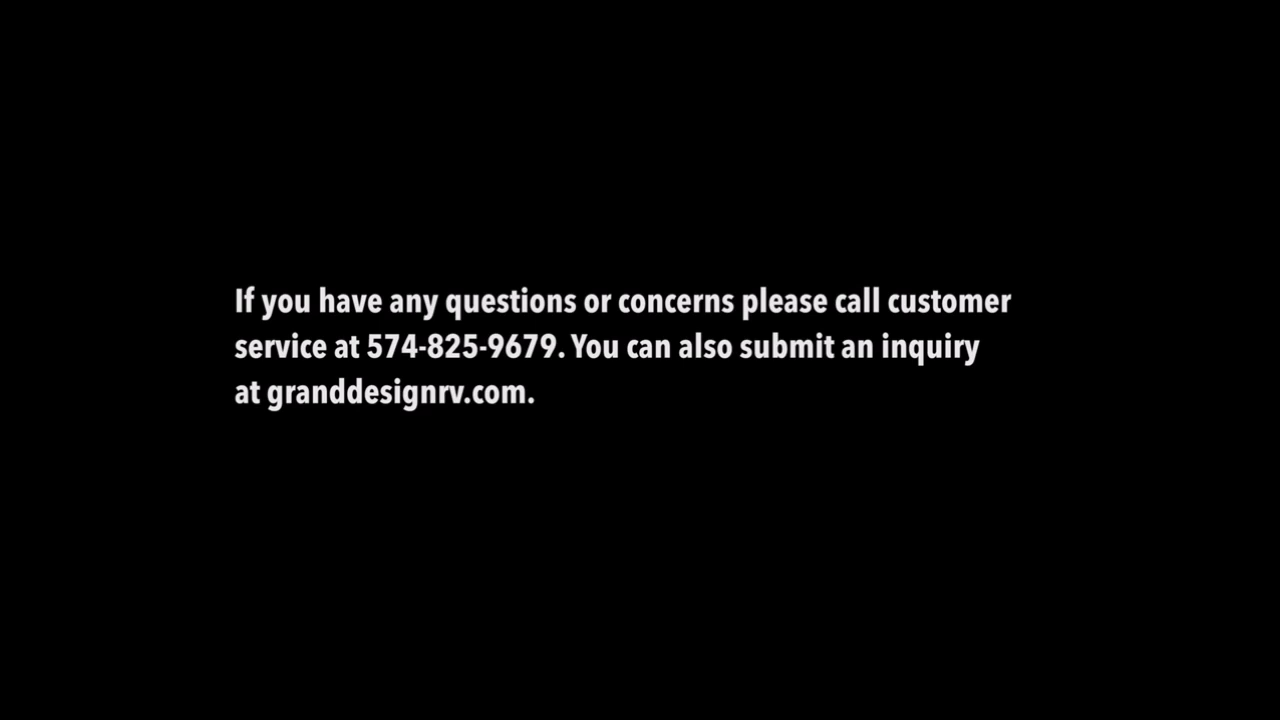 If you have any questions or concerns please call customer
service at 574-825-9679. You can also submit an inquiry
at granddesignrv.com.